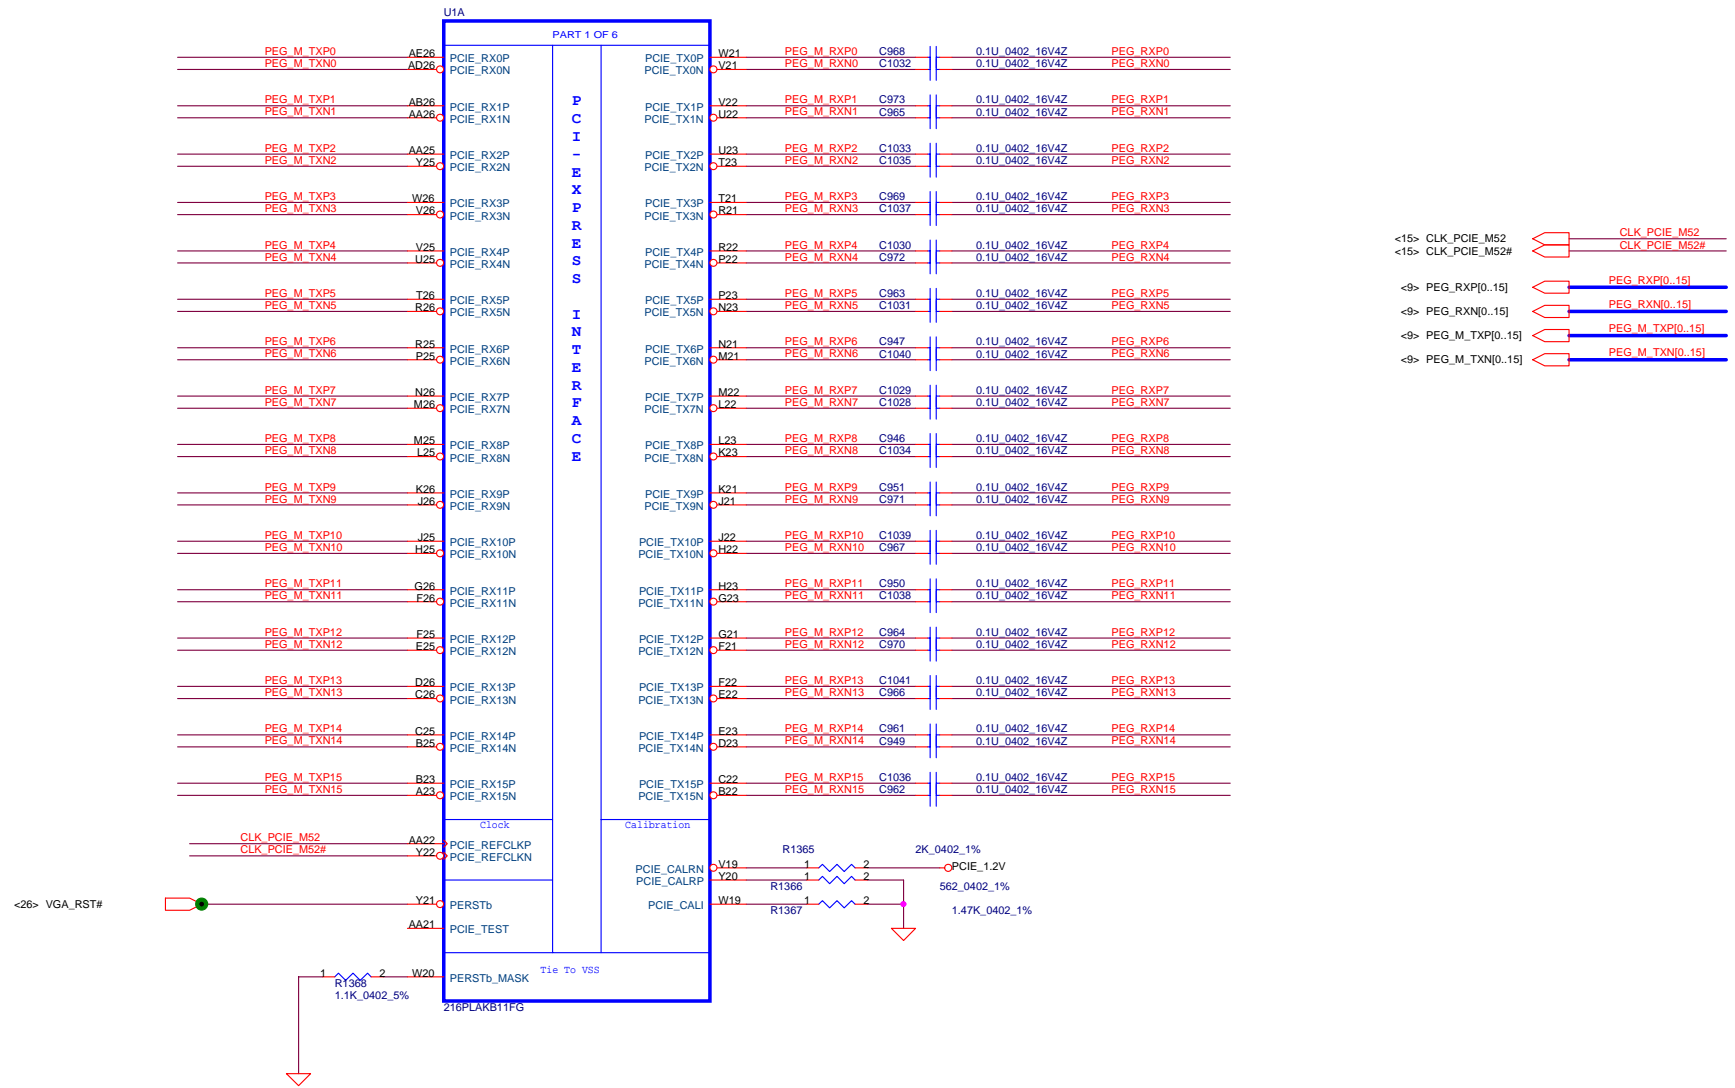 U1A
PART 1 OF 6
PEG_M_TXP0 AE26 PCIE_RX0P PCIE_TX0P W21 PEG_M_RXP0 C968 0.1U_0402_16V4Z PEG_RXP0
PEG_M_TXN0 AD26 PCIE_RX0N PCIE_TX0N V21 PEG_M_RXN0 C1032 0.1U_0402_16V4Z PEG_RXN0
PEG_M_TXP1 AB26 PCIE_RX1P PCIE_TX1P V22 PEG_M_RXP1 C973 0.1U_0402_16V4Z PEG_RXP1
PEG_M_TXN1 AA26 PCIE_RX1N PCIE_TX1N U22 PEG_M_RXN1 C965 0.1U_0402_16V4Z PEG_RXN1
PEG_M_TXP2 AA25 PCIE_RX2P PCIE_TX2P U23 PEG_M_RXP2 C1033 0.1U_0402_16V4Z PEG_RXP2
PEG_M_TXN2 Y25 PCIE_RX2N PCIE_TX2N T23 PEG_M_RXN2 C1035 0.1U_0402_16V4Z PEG_RXN2
PEG_M_TXP3 W26 PCIE_RX3P PCIE_TX3P T21 PEG_M_RXP3 C969 0.1U_0402_16V4Z PEG_RXP3
PEG_M_TXN3 V26 PCIE_RX3N PCIE_TX3N R21 PEG_M_RXN3 C1037 0.1U_0402_16V4Z PEG_RXN3
PEG_M_TXP4 V25 PCIE_RX4P PCIE_TX4P R22 PEG_M_RXP4 C1030 0.1U_0402_16V4Z PEG_RXP4
PEG_M_TXN4 U25 PCIE_RX4N PCIE_TX4N P22 PEG_M_RXN4 C972 0.1U_0402_16V4Z PEG_RXN4
PEG_M_TXP5 T26 PCIE_RX5P PCIE_TX5P P23 PEG_M_RXP5 C963 0.1U_0402_16V4Z PEG_RXP5
PEG_M_TXN5 R26 PCIE_RX5N PCIE_TX5N N23 PEG_M_RXN5 C1031 0.1U_0402_16V4Z PEG_RXN5
PEG_M_TXP6 R25 PCIE_RX6P PCIE_TX6P N21 PEG_M_RXP6 C947 0.1U_0402_16V4Z PEG_RXP6
PEG_M_TXN6 P25 PCIE_RX6N PCIE_TX6N M21 PEG_M_RXN6 C1040 0.1U_0402_16V4Z PEG_RXN6
PEG_M_TXP7 N26 PCIE_RX7P PCIE_TX7P M22 PEG_M_RXP7 C1029 0.1U_0402_16V4Z PEG_RXP7
PEG_M_TXN7 M26 PCIE_RX7N PCIE_TX7N L22 PEG_M_RXN7 C1028 0.1U_0402_16V4Z PEG_RXN7
PEG_M_TXP8 M25 PCIE_RX8P PCIE_TX8P L23 PEG_M_RXP8 C946 0.1U_0402_16V4Z PEG_RXP8
PEG_M_TXN8 L25 PCIE_RX8N PCIE_TX8N K23 PEG_M_RXN8 C1034 0.1U_0402_16V4Z PEG_RXN8
PEG_M_TXP9 K26 PCIE_RX9P PCIE_TX9P K21 PEG_M_RXP9 C951 0.1U_0402_16V4Z PEG_RXP9
PEG_M_TXN9 J26 PCIE_RX9N PCIE_TX9N J21 PEG_M_RXN9 C971 0.1U_0402_16V4Z PEG_RXN9
PEG_M_TXP10 J25 PCIE_RX10P PCIE_TX10P J22 PEG_M_RXP10 C1039 0.1U_0402_16V4Z PEG_RXP10
PEG_M_TXN10 H25 PCIE_RX10N PCIE_TX10N H22 PEG_M_RXN10 C967 0.1U_0402_16V4Z PEG_RXN10
PEG_M_TXP11 G26 PCIE_RX11P PCIE_TX11P H23 PEG_M_RXP11 C950 0.1U_0402_16V4Z PEG_RXP11
PEG_M_TXN11 F26 PCIE_RX11N PCIE_TX11N G23 PEG_M_RXN11 C1038 0.1U_0402_16V4Z PEG_RXN11
PEG_M_TXP12 F25 PCIE_RX12P PCIE_TX12P G21 PEG_M_RXP12 C964 0.1U_0402_16V4Z PEG_RXP12
PEG_M_TXN12 E25 PCIE_RX12N PCIE_TX12N F21 PEG_M_RXN12 C970 0.1U_0402_16V4Z PEG_RXN12
PEG_M_TXP13 D26 PCIE_RX13P PCIE_TX13P F22 PEG_M_RXP13 C1041 0.1U_0402_16V4Z PEG_RXP13
PEG_M_TXN13 C26 PCIE_RX13N PCIE_TX13N E22 PEG_M_RXN13 C966 0.1U_0402_16V4Z PEG_RXN13
PEG_M_TXP14 C25 PCIE_RX14P PCIE_TX14P E23 PEG_M_RXP14 C961 0.1U_0402_16V4Z PEG_RXP14
PEG_M_TXN14 B25 PCIE_RX14N PCIE_TX14N D23 PEG_M_RXN14 C949 0.1U_0402_16V4Z PEG_RXN14
PEG_M_TXP15 B23 PCIE_RX15P PCIE_TX15P C22 PEG_M_RXP15 C1036 0.1U_0402_16V4Z PEG_RXP15
PEG_M_TXN15 A23 PCIE_RX15N PCIE_TX15N B22 PEG_M_RXN15 C962 0.1U_0402_16V4Z PEG_RXN15
PCI-EXPRESS INTERFACE
Clock Calibration
CLK_PCIE_M52 AA22 PCIE_REFCLKP
CLK_PCIE_M52# Y22 PCIE_REFCLKN
R1365 2K_0402_1%
PCIE_CALRN V19 1 2 PCIE_1.2V
PCIE_CALRP Y20 1 2
R1366 562_0402_1%
<26> VGA_RST# Y21 PERSTb PCIE_CALI W19 1 2
R1367 1.47K_0402_1%
AA21 PCIE_TEST
Tie To VSS
1 2 W20 PERSTb_MASK
R1368
1.1K_0402_5%
216PLAKB11FG
<15> CLK_PCIE_M52 CLK_PCIE_M52
<15> CLK_PCIE_M52# CLK_PCIE_M52#
<9> PEG_RXP[0..15] PEG_RXP[0..15]
<9> PEG_RXN[0..15] PEG_RXN[0..15]
<9> PEG_M_TXP[0..15] PEG_M_TXP[0..15]
<9> PEG_M_TXN[0..15] PEG_M_TXN[0..15]